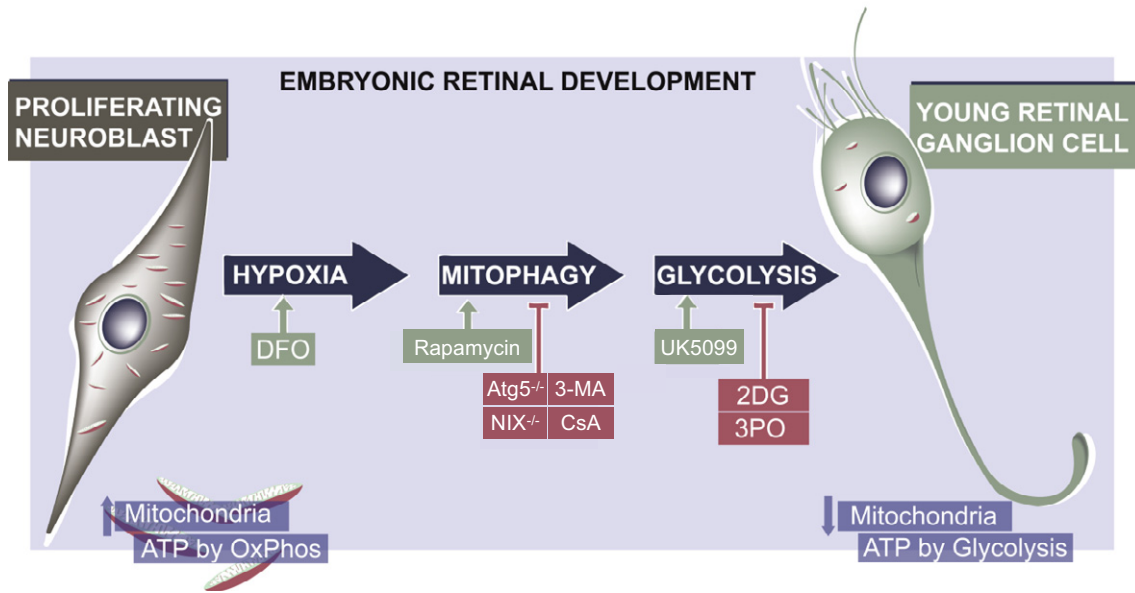 EMBRYONIC RETINAL DEVELOPMENT
PROLIFERATING
NEUROBLAST
YOUNG RETINAL
GANGLION CELL
HYPOXIA
MITOPHAGY
GLYCOLYSIS
DFO
Rapamycin
UK5099
Atg5-/- 3-MA
NIX-/- CsA
2DG
3PO
Mitochondria
ATP by OxPhos
Mitochondria
ATP by Glycolysis